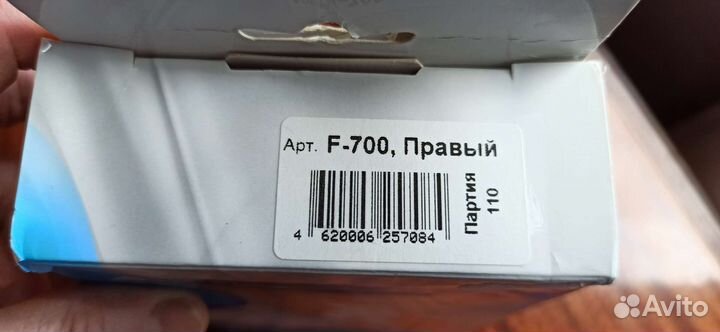 Арт. F-700, Правый
4 620006 257084
Партия
110
Avito